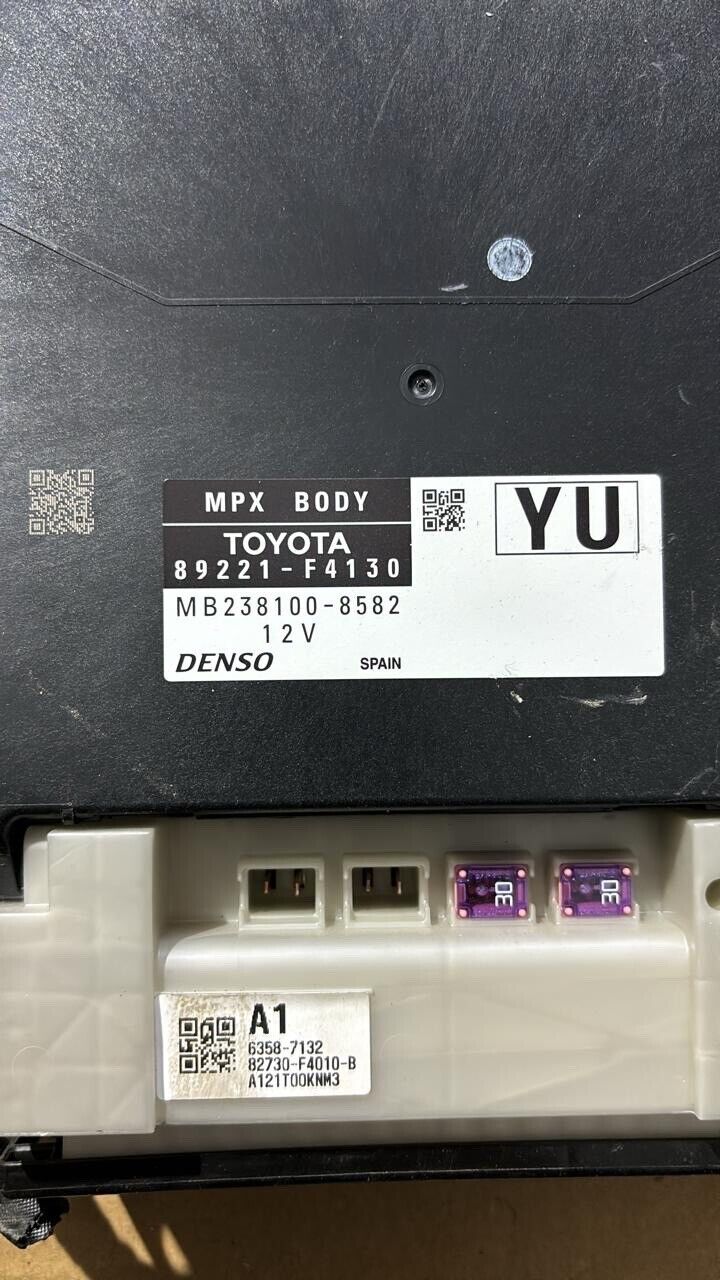 MPX BODY
YU
TOYOTA
89221-F4130
MB238100-8582
12V
DENSO SPAIN
30
30
A1
6358-7132
82730-F4010-B
A121T00KNM3